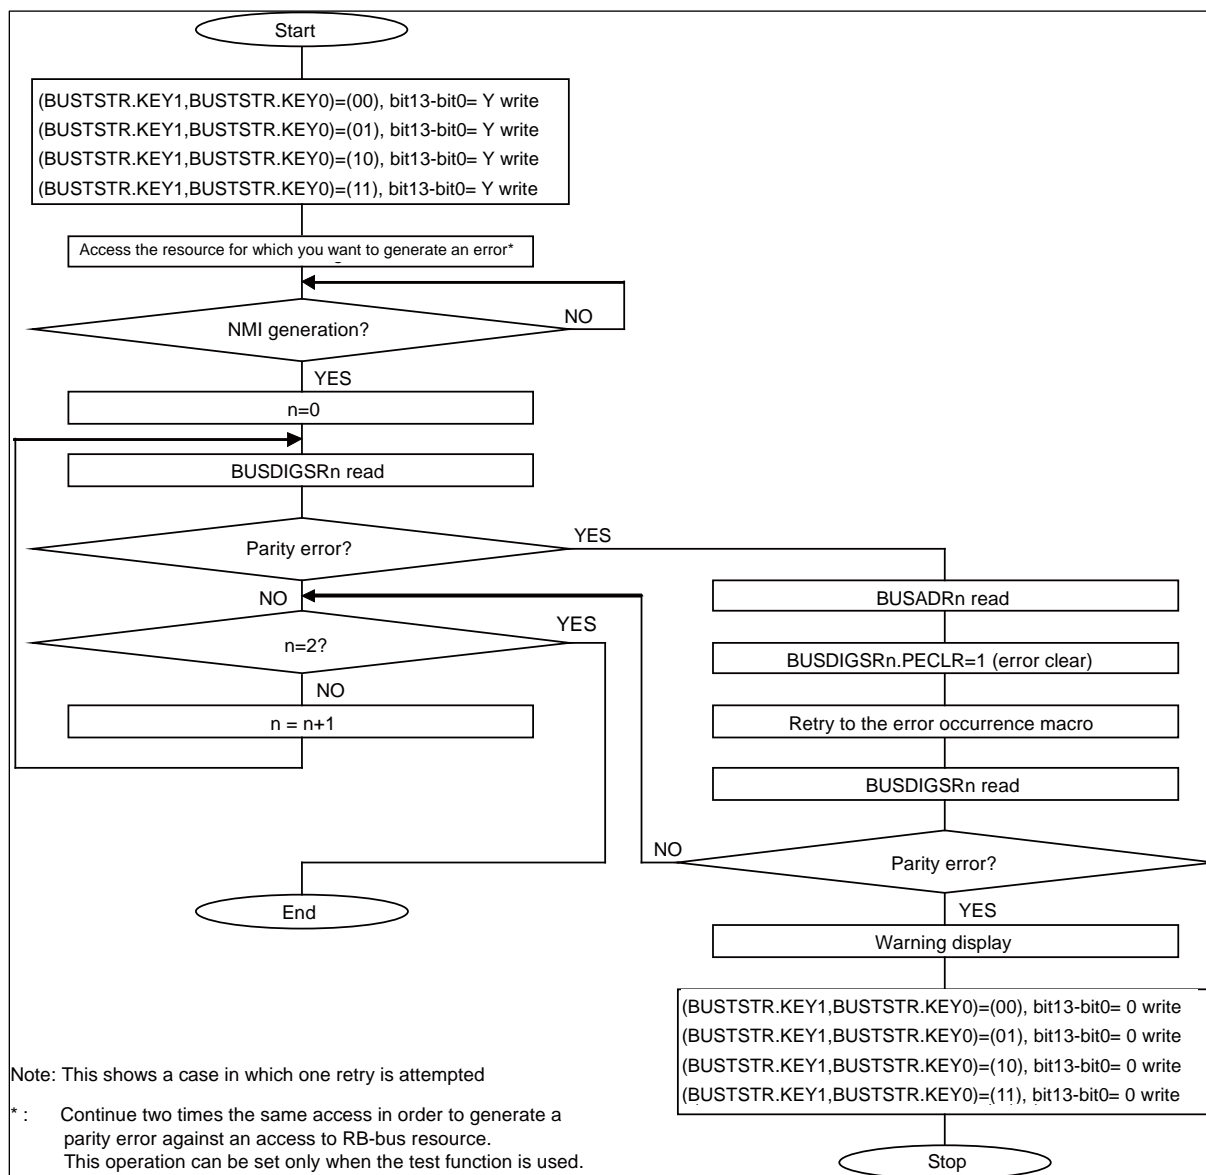 Start
(BUSTSTR.KEY1,BUSTSTR.KEY0)=(00), bit13-bit0= Y write
(BUSTSTR.KEY1,BUSTSTR.KEY0)=(01), bit13-bit0= Y write
(BUSTSTR.KEY1,BUSTSTR.KEY0)=(10), bit13-bit0= Y write
(BUSTSTR.KEY1,BUSTSTR.KEY0)=(11), bit13-bit0= Y write
Access the resource for which you want to generate an error*
NMI generation?
NO
YES
n=0
BUSDIGSRn read
Parity error?
YES
NO
n=2?
YES
NO
n = n+1
End
BUSADRn read
BUSDIGSRn.PECLR=1 (error clear)
Retry to the error occurrence macro
BUSDIGSRn read
Parity error?
NO
YES
Warning display
(BUSTSTR.KEY1,BUSTSTR.KEY0)=(00), bit13-bit0= 0 write
(BUSTSTR.KEY1,BUSTSTR.KEY0)=(01), bit13-bit0= 0 write
(BUSTSTR.KEY1,BUSTSTR.KEY0)=(10), bit13-bit0= 0 write
(BUSTSTR.KEY1,BUSTSTR.KEY0)=(11), bit13-bit0= 0 write
Stop
Note: This shows a case in which one retry is attempted
* : Continue two times the same access in order to generate a
parity error against an access to RB-bus resource.
This operation can be set only when the test function is used.